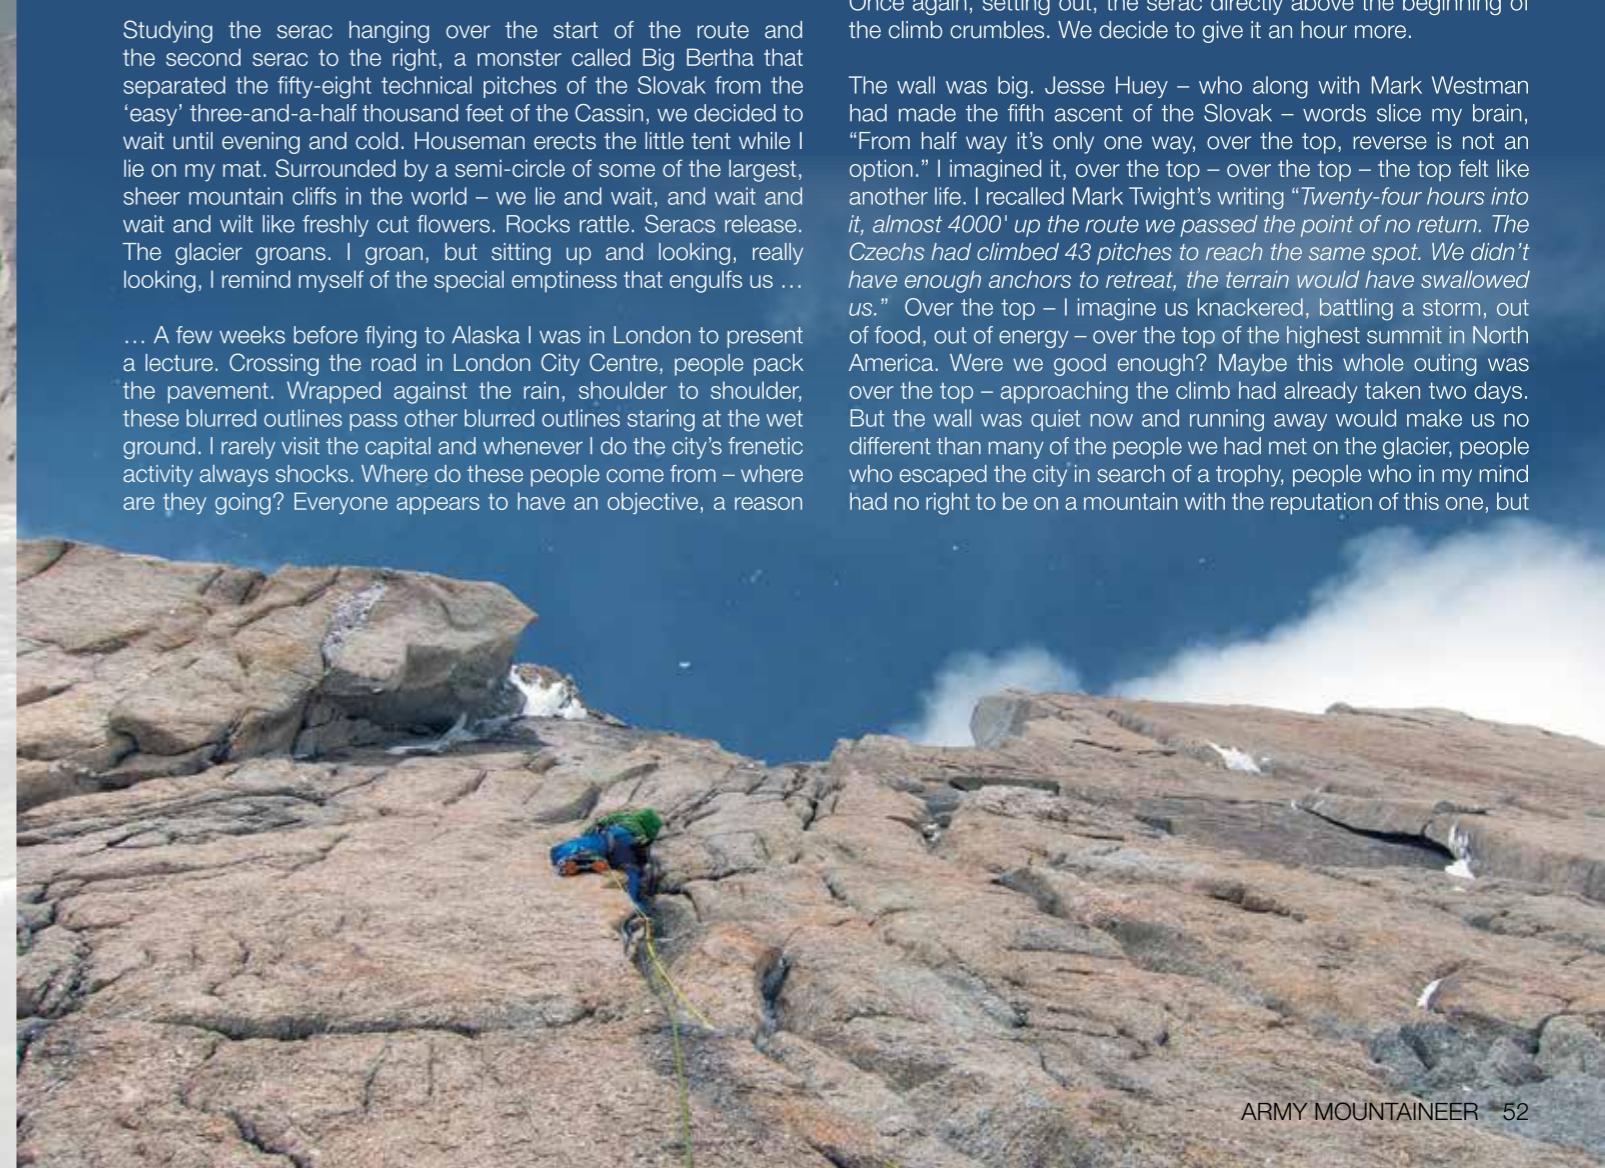 Studying the serac hanging over the start of the route and
the second serac to the right, a monster called Big Bertha that
separated the fifty-eight technical pitches of the Slovak from the
‘easy’ three-and-a-half thousand feet of the Cassin, we decided to
wait until evening and cold. Houseman erects the little tent while I
lie on my mat. Surrounded by a semi-circle of some of the largest,
sheer mountain cliffs in the world – we lie and wait, and wait and
wait and wilt like freshly cut flowers. Rocks rattle. Seracs release.
The glacier groans. I groan, but sitting up and looking, really
looking, I remind myself of the special emptiness that engulfs us …
… A few weeks before flying to Alaska I was in London to present
a lecture. Crossing the road in London City Centre, people pack
the pavement. Wrapped against the rain, shoulder to shoulder,
these blurred outlines pass other blurred outlines staring at the wet
ground. I rarely visit the capital and whenever I do the city’s frenetic
activity always shocks. Where do these people come from – where
are they going? Everyone appears to have an objective, a reason
Once again, setting out, the serac directly above the beginning of
the climb crumbles. We decide to give it an hour more.
The wall was big. Jesse Huey – who along with Mark Westman
had made the fifth ascent of the Slovak – words slice my brain,
“From half way it’s only one way, over the top, reverse is not an
option.” I imagined it, over the top – over the top – the top felt like
another life. I recalled Mark Twight’s writing “Twenty-four hours into
it, almost 4000' up the route we passed the point of no return. The
Czechs had climbed 43 pitches to reach the same spot. We didn’t
have enough anchors to retreat, the terrain would have swallowed
us.” Over the top – I imagine us knackered, battling a storm, out
of food, out of energy – over the top of the highest summit in North
America. Were we good enough? Maybe this whole outing was
over the top – approaching the climb had already taken two days.
But the wall was quiet now and running away would make us no
different than many of the people we had met on the glacier, people
who escaped the city in search of a trophy, people who in my mind
had no right to be on a mountain with the reputation of this one, but
ARMY MOUNTAINEER 52